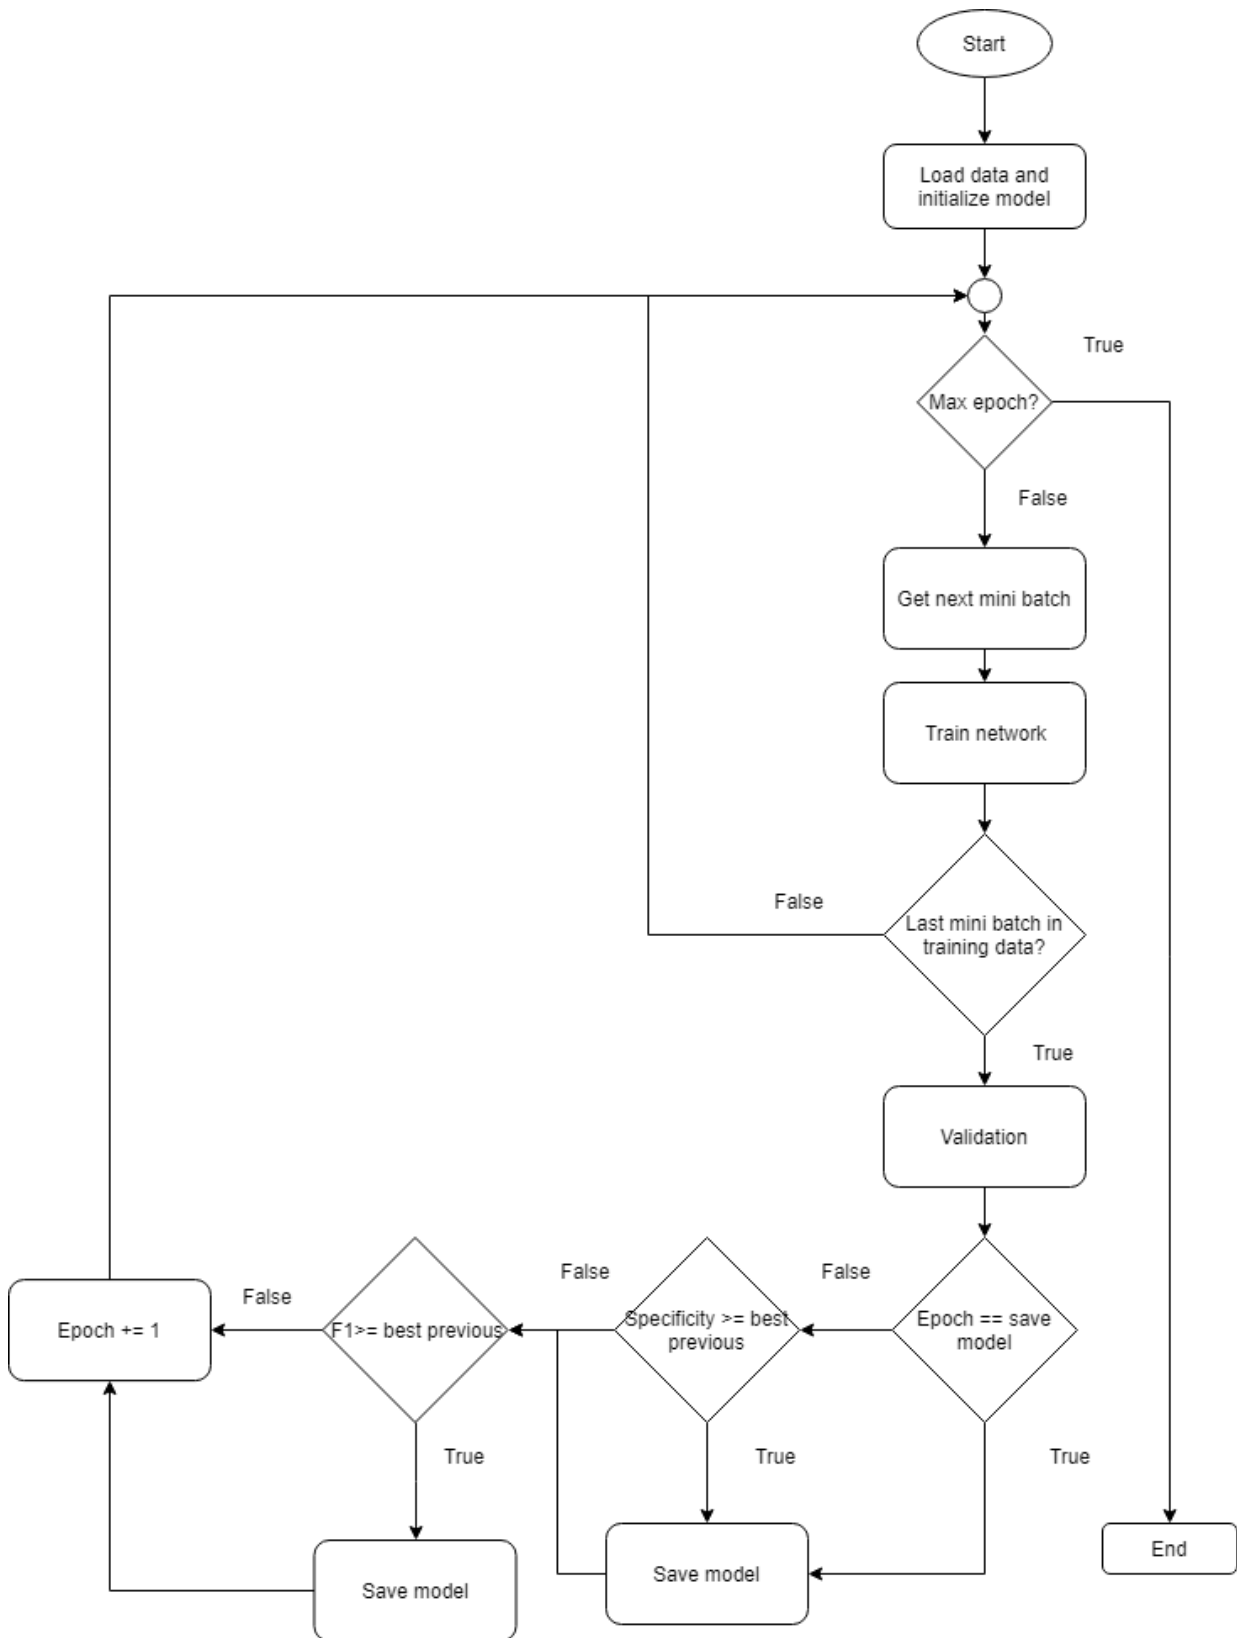 Start
Load data and
initialize model
True
Max epoch?
False
Get next mini batch
Train network
False
Last mini batch in
training data?
True
Validation
False
False
False
Epoch += 1
F1>= best previous
Specificity >= best
previous
Epoch == save
model
True
True
True
End
Save model
Save model